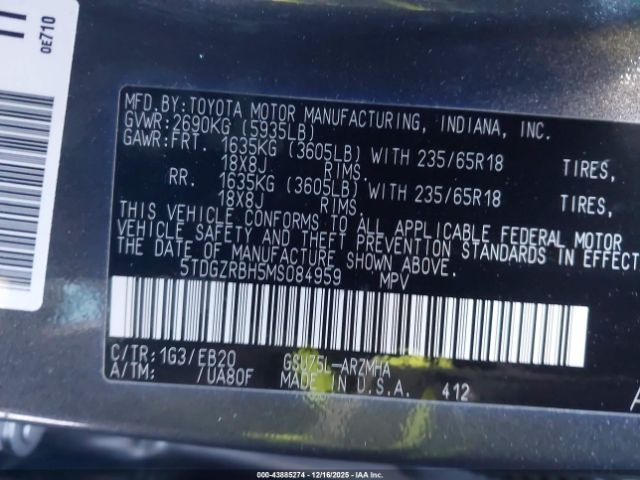 0E710
MFD.BY:TOYOTA MOTOR MANUFACTURING, INDIANA, INC.
GVWR:2690KG (5935LB)
GAWR:FRT. 1635KG (3605LB) WITH 235/65R18 TIRES,
18X8J RIMS.
RR. 1635KG (3605LB) WITH 235/65R18 TIRES,
18X8J RIMS.
THIS VEHICLE CONFORMS TO ALL APPLICABLE FEDERAL MOTOR
VEHICLE SAFETY AND THEFT PREVENTION STANDARDS IN EFFECT
THE DATE OF MANUFACTURE SHOWN ABOVE.
5TDGZRBH5MS084959 MPV
C/TR:1G3/EB20 GSU75L-ARZMHA
A/TM: /UA80F MADE IN U.S.A. 412
000-43885274 - 12/16/2025 - IAA Inc.